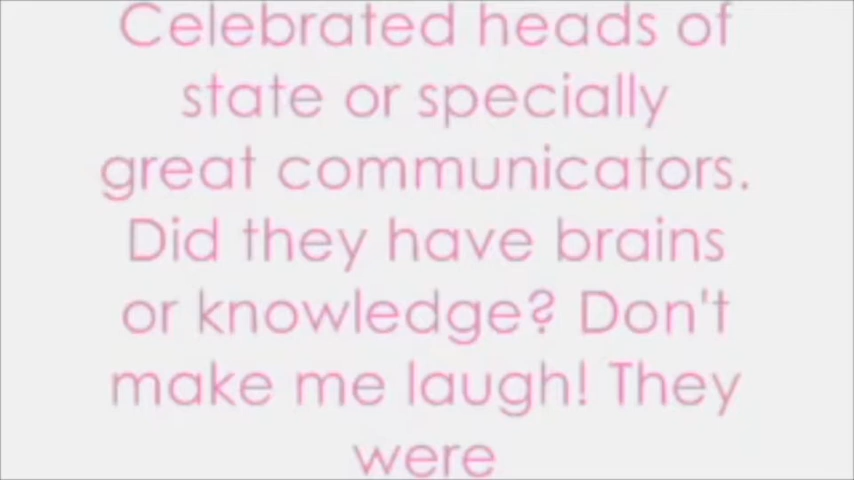 Celebrated heads of
state or specially
great communicators.
Did they have brains
or knowledge? Don't
make me laugh! They
were